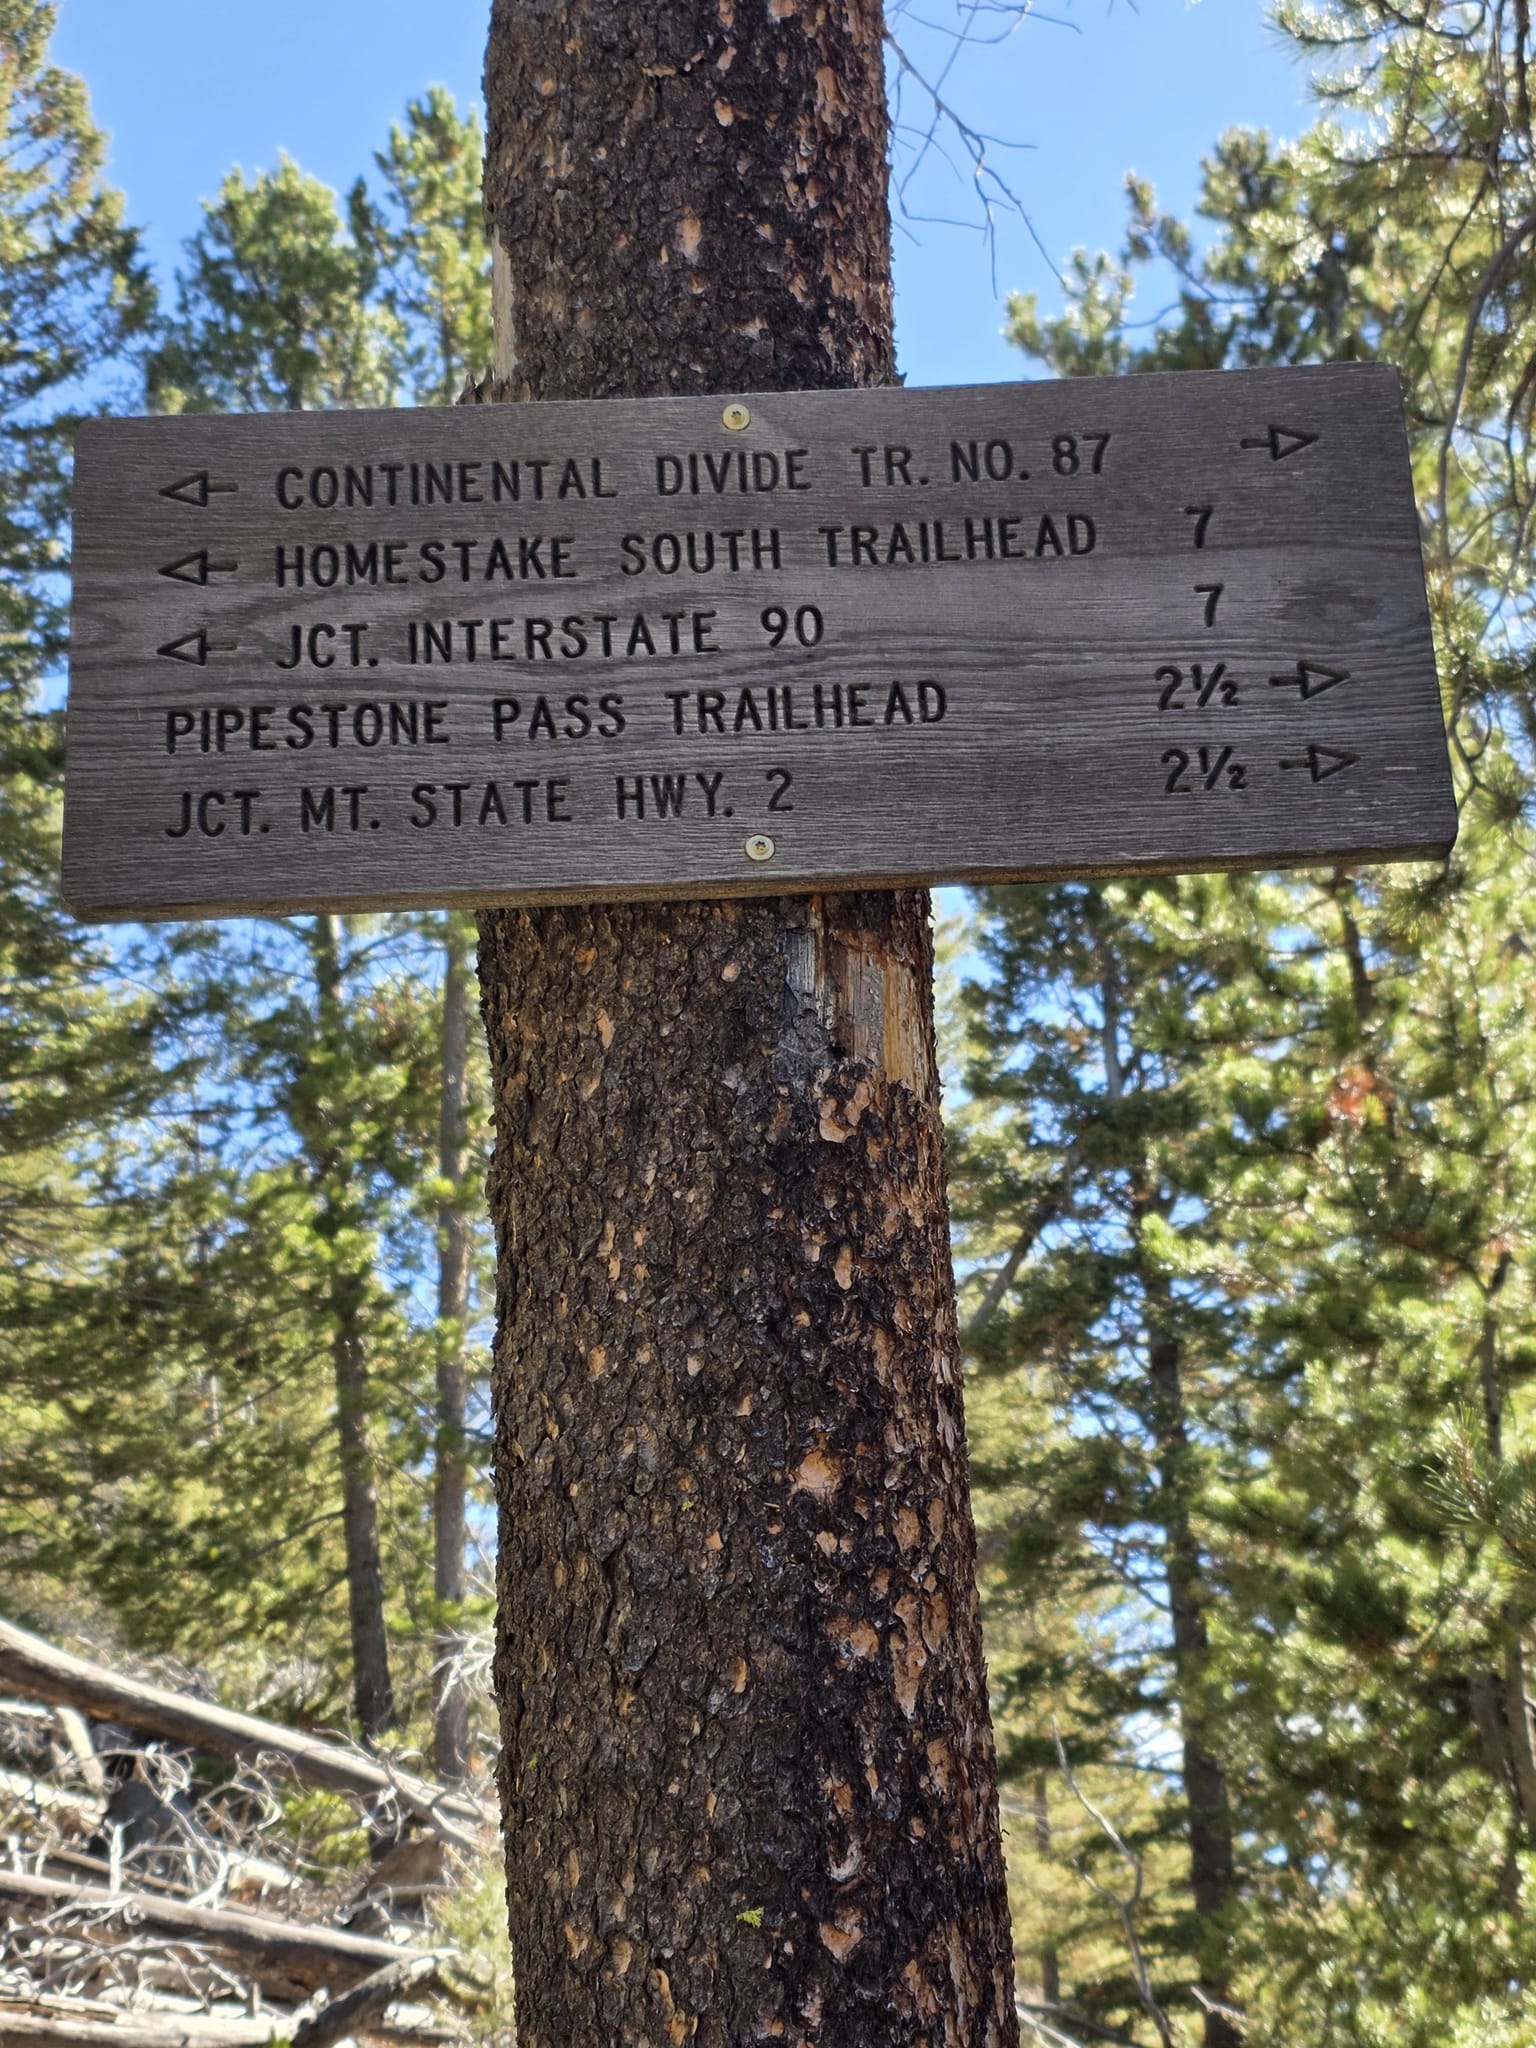 ← CONTINENTAL DIVIDE TR. NO. 87 →
← HOMESTAKE SOUTH TRAILHEAD 7
← JCT. INTERSTATE 90 7
PIPESTONE PASS TRAILHEAD 2½ →
JCT. MT. STATE HWY. 2 2½ →